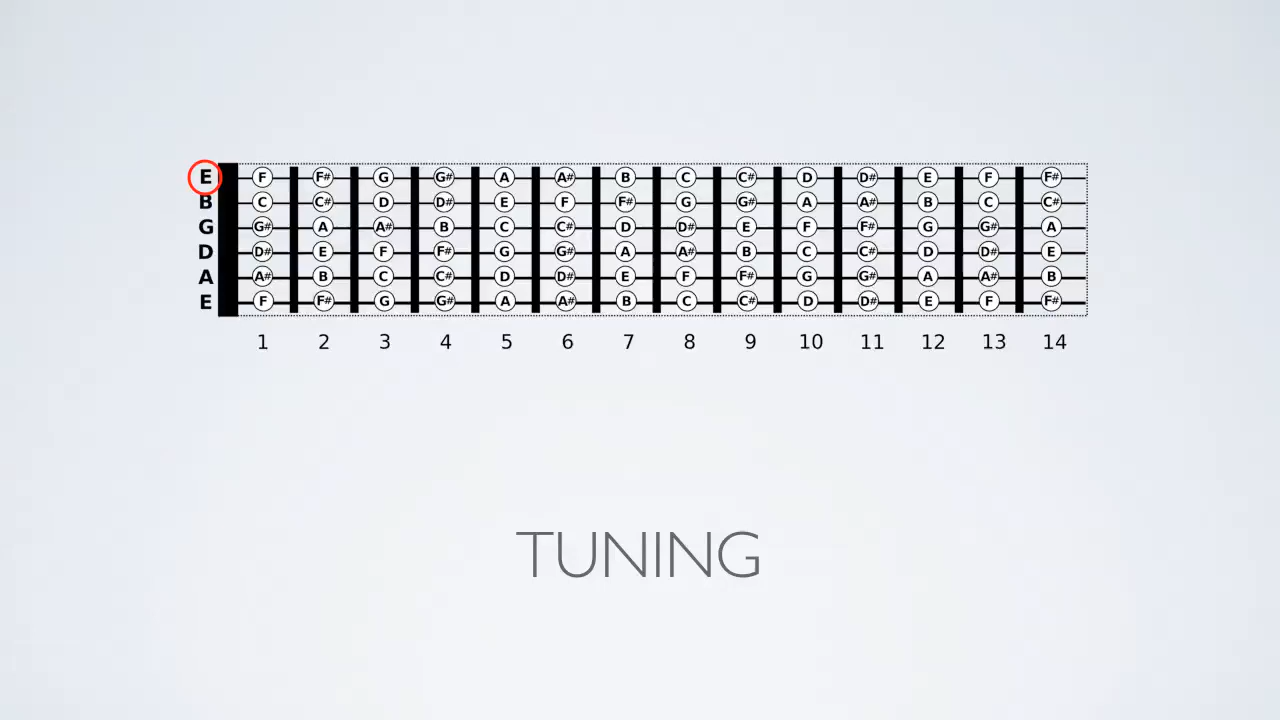 E F F# G G# A A# B C C# D D# E F F#
B C C# D D# E F F# G G# A A# B C C#
G G# A A# B C C# D D# E F F# G G# A
D D# E F F# G G# A A# B C C# D D# E
A A# B C C# D D# E F F# G G# A A# B
E F F# G G# A A# B C C# D D# E F F#
1 2 3 4 5 6 7 8 9 10 11 12 13 14
TUNING